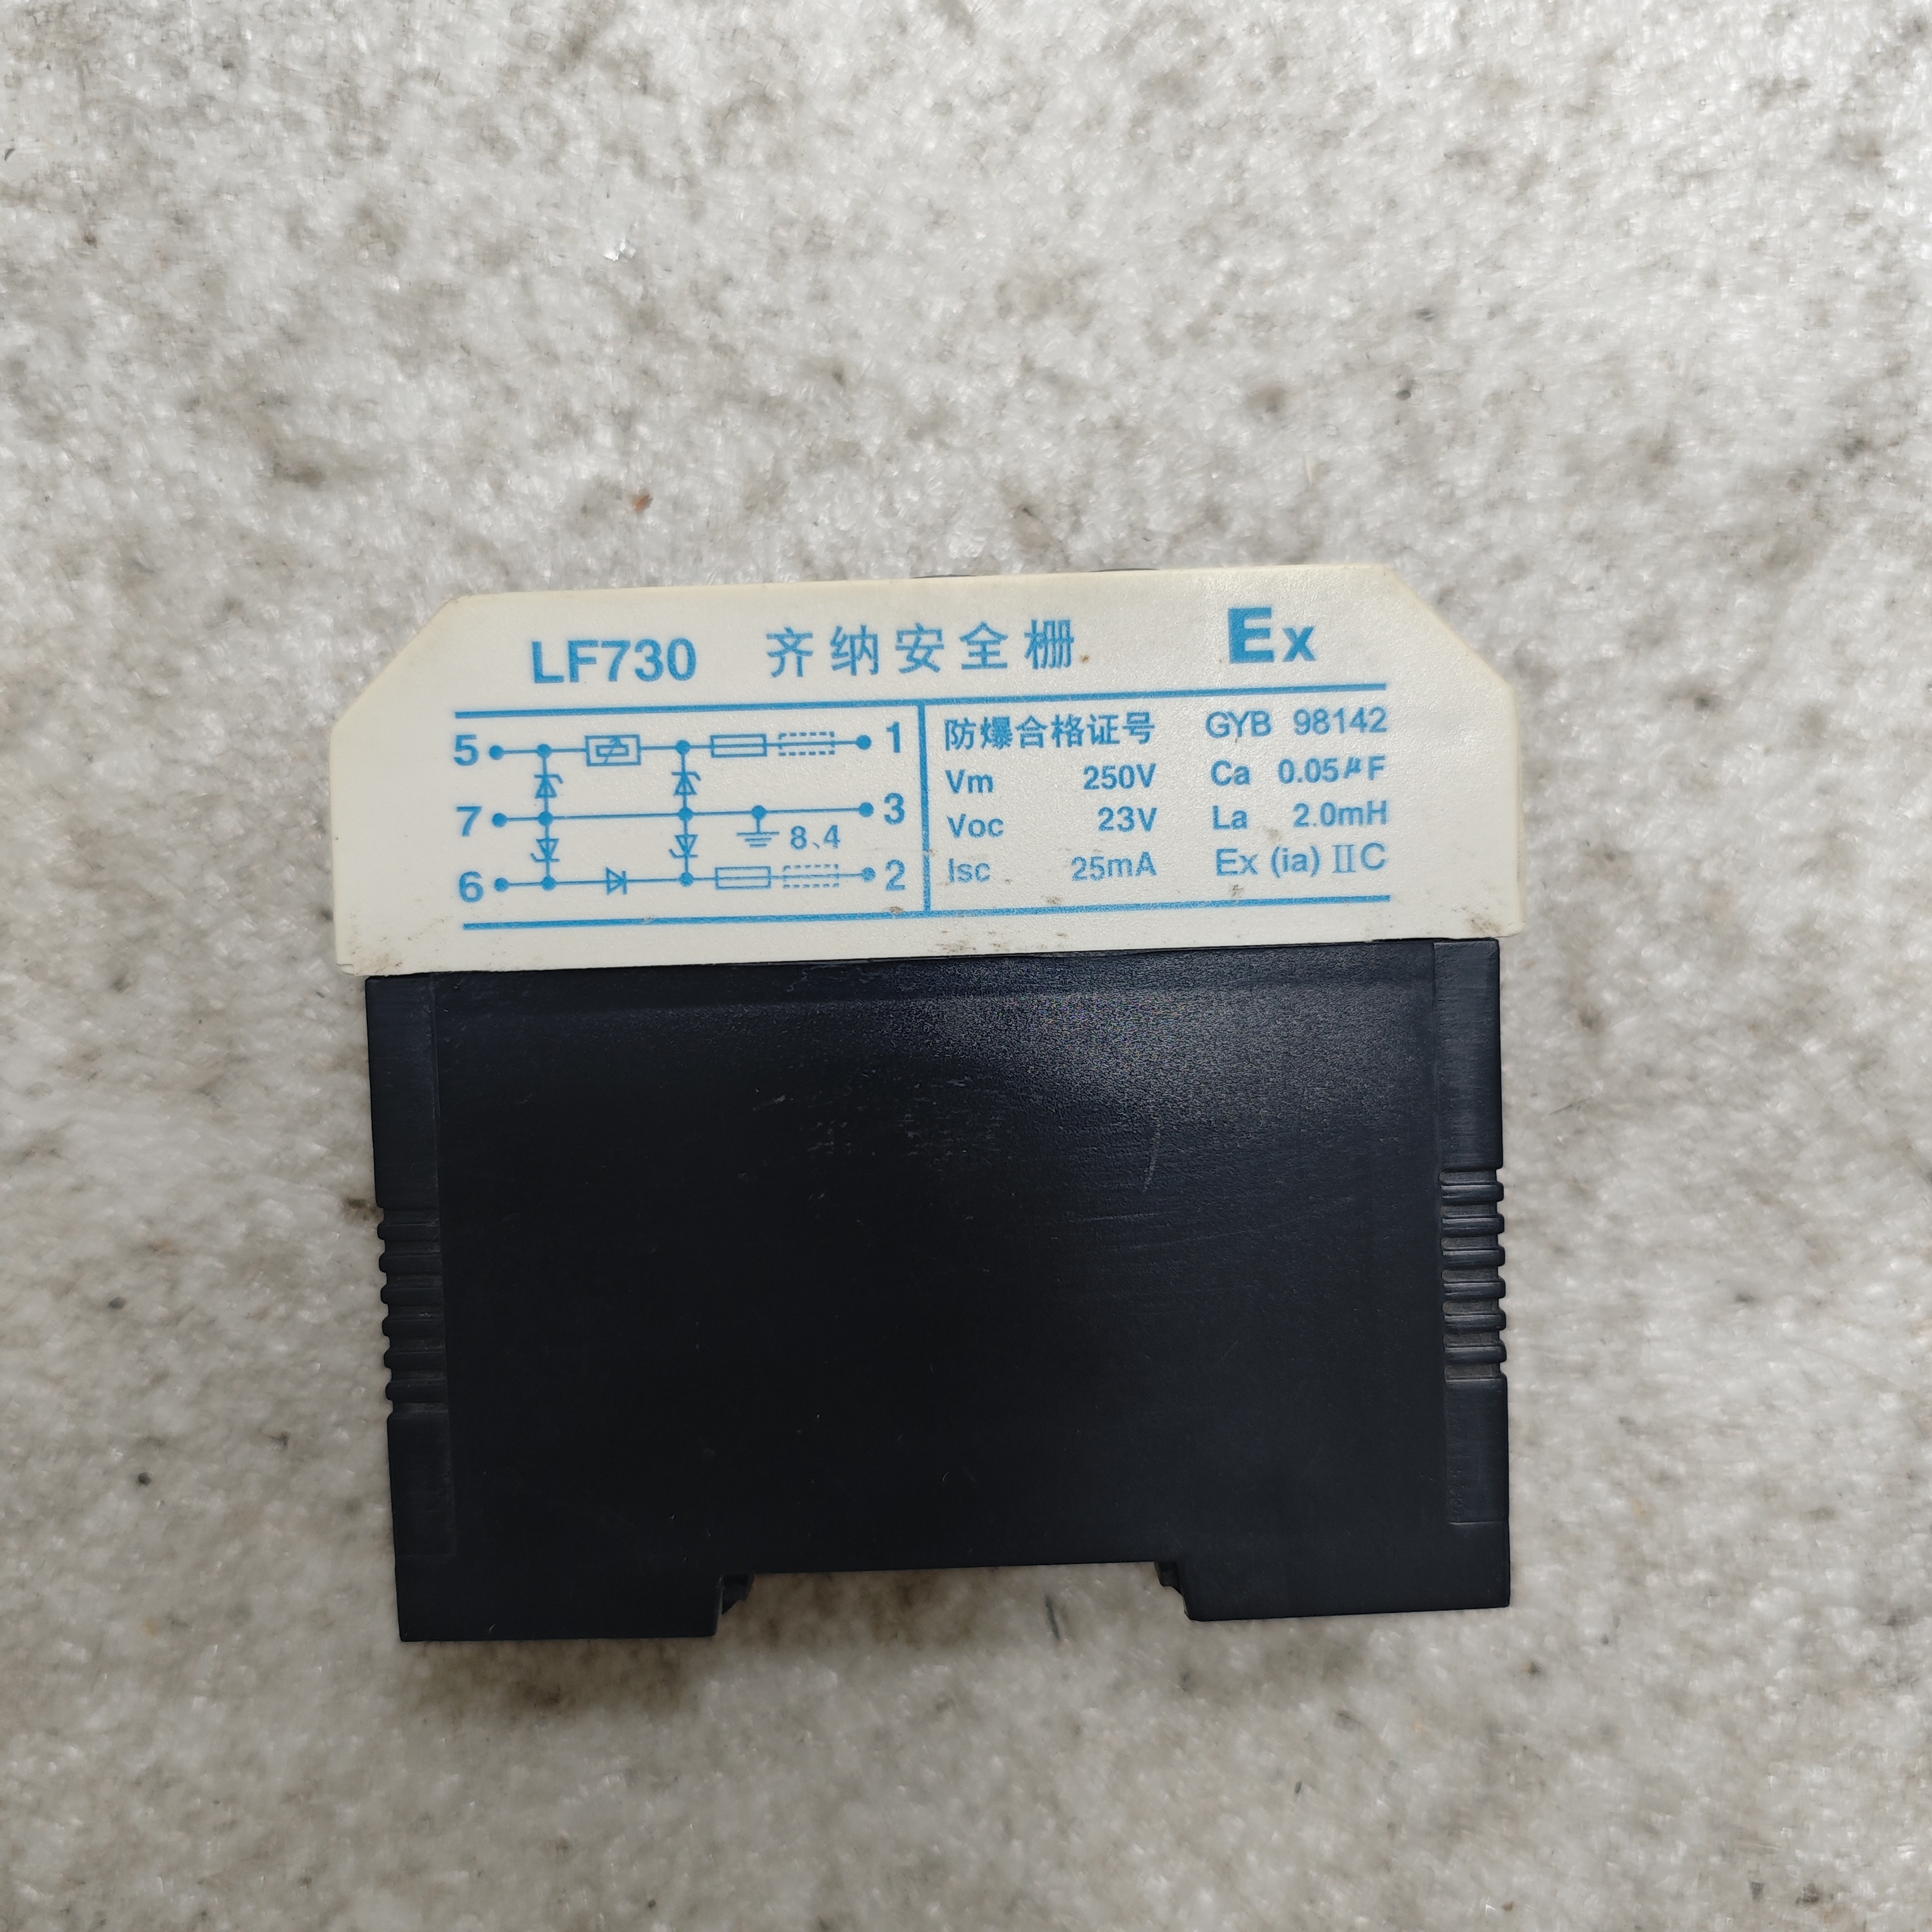 LF730 齐纳安全栅 Ex
5 1
7 3
8、4
6 2
防爆合格证号 GYB 98142
Vm 250V Ca 0.05μF
Voc 23V La 2.0mH
Isc 25mA Ex (ia) ⅡC